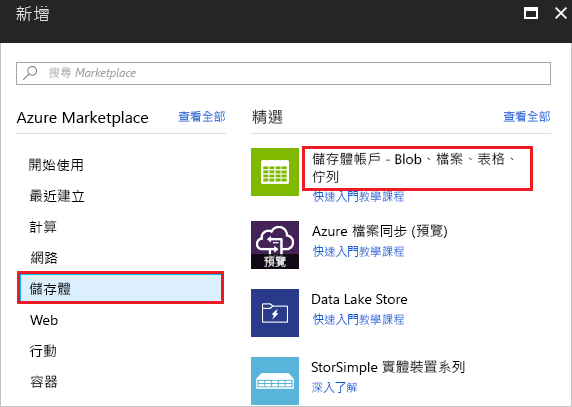 新增
搜尋 Marketplace
Azure Marketplace
查看全部
開始使用
最近建立
計算
網路
儲存體
Web
行動
容器
精選
查看全部
儲存體帳戶 - Blob、檔案、表格、
佇列
快速入門教學課程
Azure 檔案同步 (預覽)
快速入門教學課程
預覽
Data Lake Store
快速入門教學課程
StorSimple 實體裝置系列
深入了解